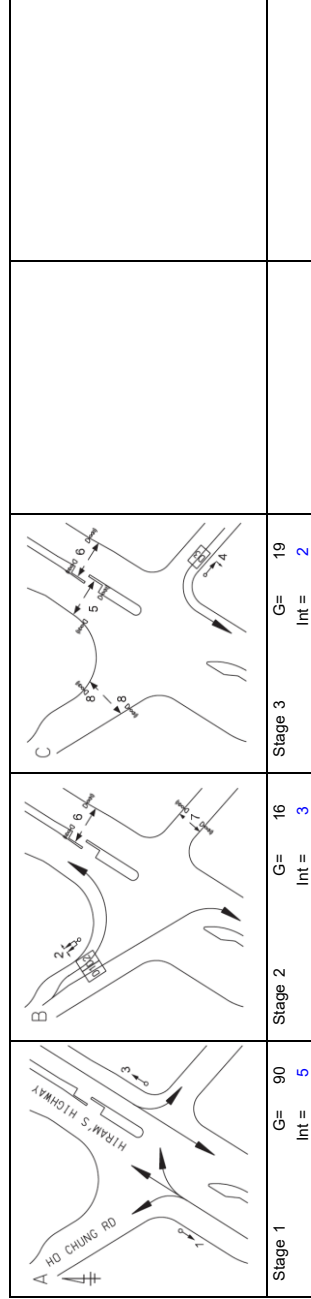 A
HO CHUNG RD
HIRAM'S HIGHWAY
1
3
Stage 1 G= 90
Int = 5
B
2
6
7
Stage 2 G= 16
Int = 3
C
5
6
8
8
4
Stage 3 G= 19
Int = 2